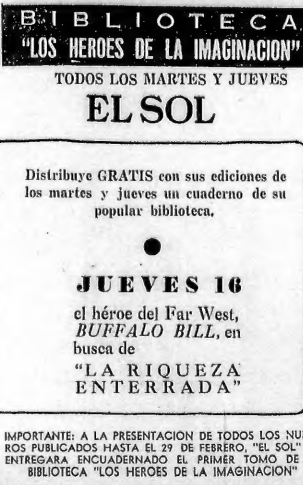 BIBLIOTECA
"LOS HEROES DE LA IMAGINACION"
TODOS LOS MARTES Y JUEVES
EL SOL
Distribuye GRATIS con sus ediciones de
los martes y jueves un cuaderno de su
popular biblioteca.
JUEVES 16
el héroe del Far West,
BUFFALO BILL, en
busca de
"LA RIQUEZA
ENTERRADA"
IMPORTANTE: A LA PRESENTACION DE TODOS LOS
ROS PUBLICADOS HASTA EL 29 DE FEBRERO, "EL SOL"
ENTREGARA ENCUADERNADO EL PRIMER TOMO DE
BIBLIOTECA "LOS HEROES DE LA IMAGINACION"